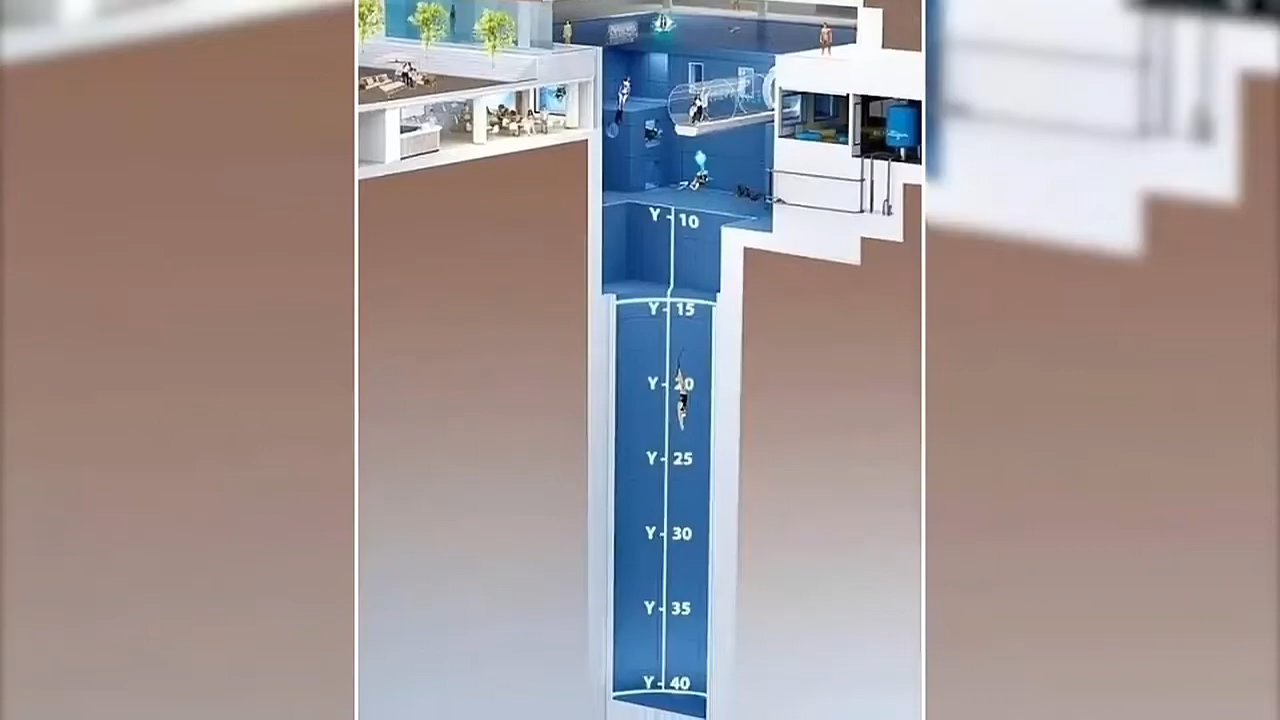 Y - 10
Y - 15
Y - 20
Y - 25
Y - 30
Y - 35
Y - 40